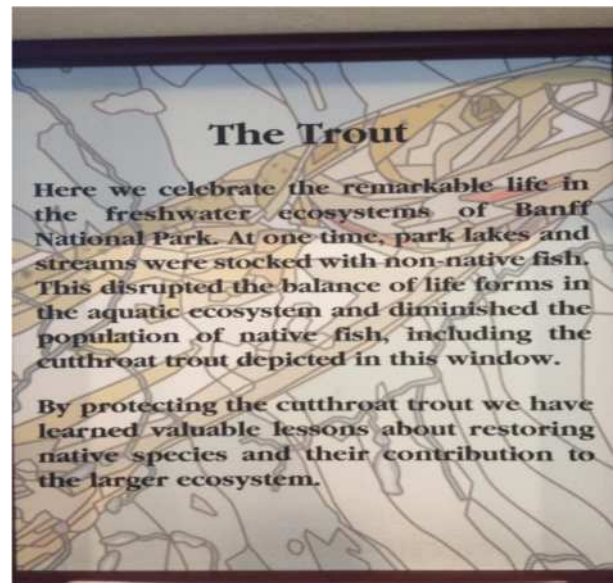 The Trout
Here we celebrate the remarkable life in
the freshwater ecosystems of Banff
National Park. At one time, park lakes and
streams were stocked with non-native fish.
This disrupted the balance of life forms in
the aquatic ecosystem and diminished the
population of native fish, including the
cutthroat trout depicted in this window.
By protecting the cutthroat trout we have
learned valuable lessons about restoring
native species and their contribution to
the larger ecosystem.